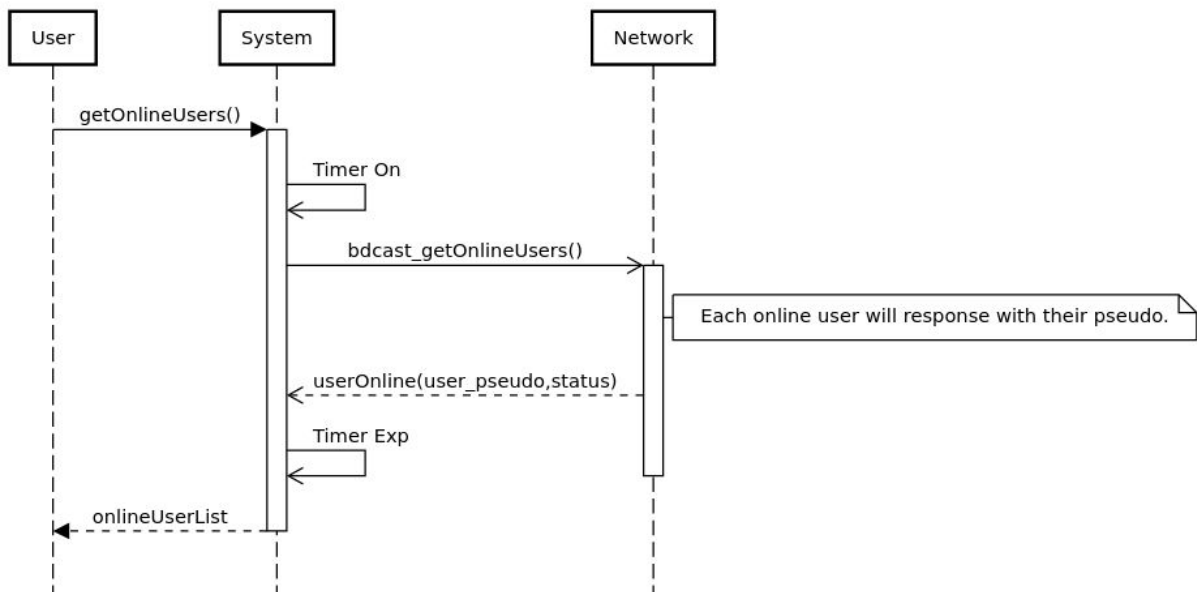 User
System
Network
getOnlineUsers()
Timer On
bdcast_getOnlineUsers()
Each online user will response with their pseudo.
userOnline(user_pseudo,status)
Timer Exp
onlineUserList